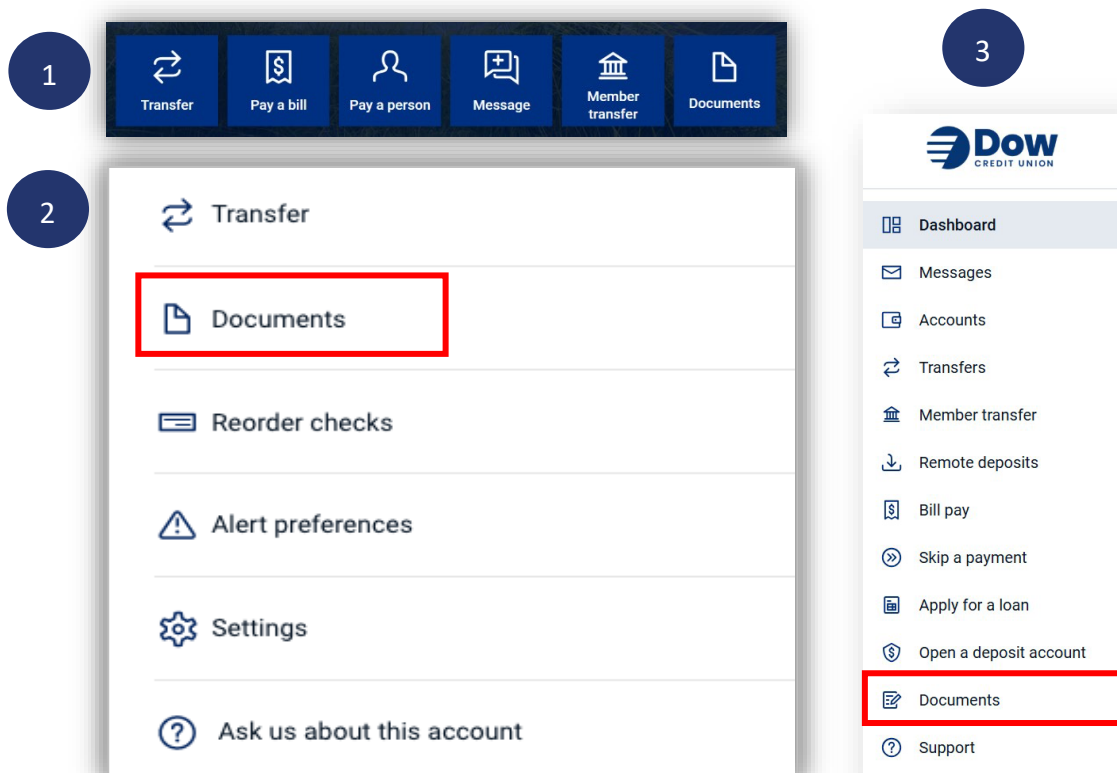 1
Transfer
Pay a bill
Pay a person
Message
Member
transfer
Documents
2
Transfer
Documents
Reorder checks
Alert preferences
Settings
Ask us about this account
3
Dow
CREDIT UNION
Dashboard
Messages
Accounts
Transfers
Member transfer
Remote deposits
Bill pay
Skip a payment
Apply for a loan
Open a deposit account
Documents
Support